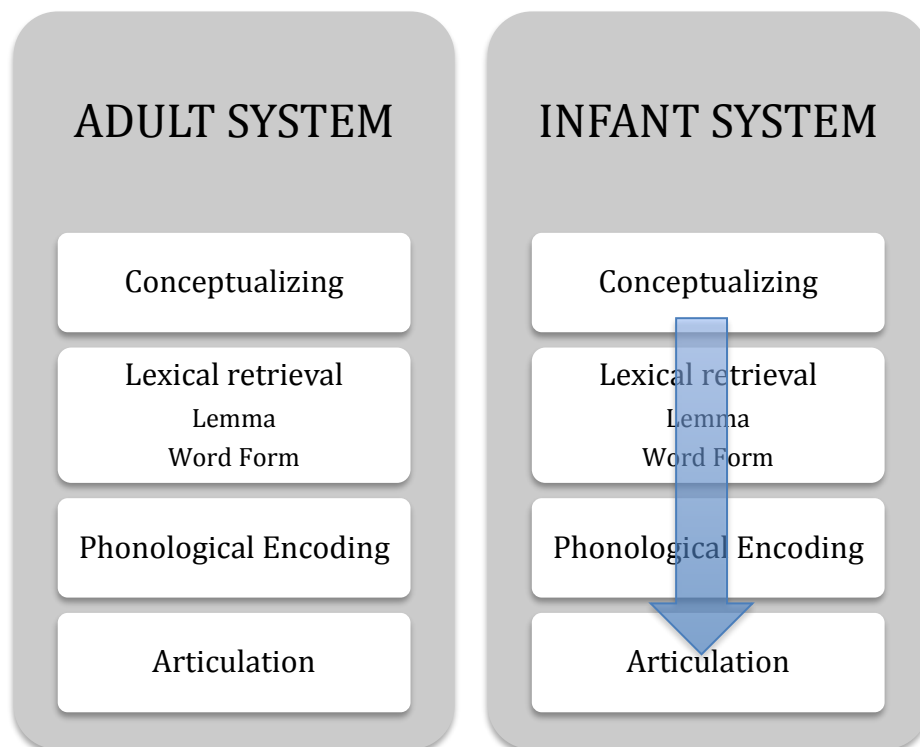 ADULT SYSTEM
Conceptualizing
Lexical retrieval
Lemma
Word Form
Phonological Encoding
Articulation
INFANT SYSTEM
Conceptualizing
Lexical retrieval
Lemma
Word Form
Phonological Encoding
Articulation